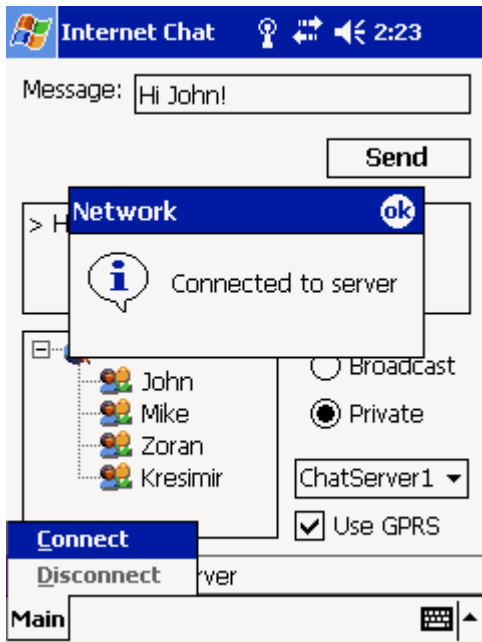 Internet Chat 2:23
Message: Hi John!
Send
> H
Network ok
Connected to server
John
Mike
Zoran
Kresimir
Broadcast
Private
ChatServer1
Use GPRS
Connect
Disconnect
ver
Main